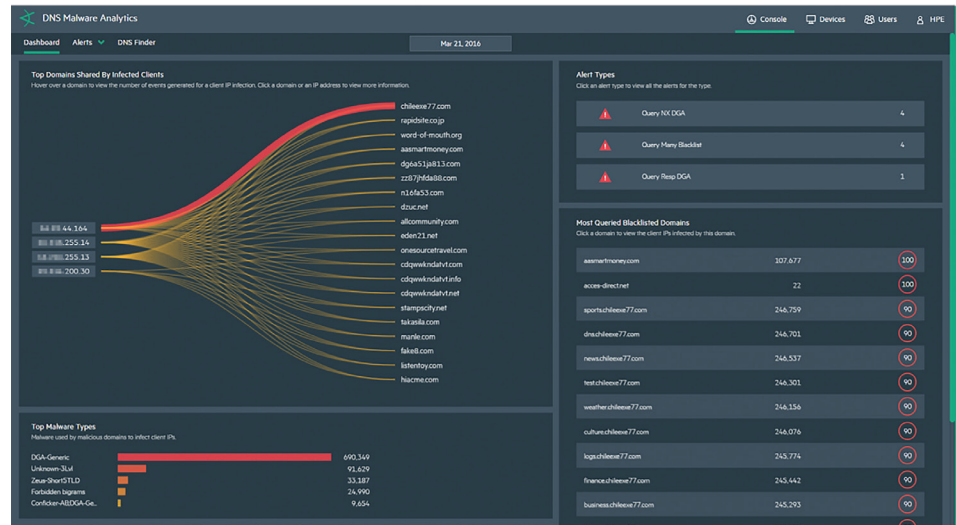 DNS Malware Analytics
Console
Devices
Users
HPE
Dashboard
Alerts
DNS Finder
Mar 21, 2016
Top Domains Shared By Infected Clients
Hover over a domain to view the number of events generated for a client IP infection. Click a domain or an IP address to view more information.
chileexe77.com
rapidsite.co.jp
word-of-mouth.org
aasmartmoney.com
dg6a51ja813.com
zz87jhfda88.com
n16fa53.com
dzuc.net
allcommunity.com
eden21.net
onesourcetravel.com
cdqwwkndatvt.com
cdqwwkndatvt.info
cdqwwkndatvt.net
stampscity.net
takasila.com
manle.com
fake8.com
listentoy.com
hiacme.com
44.164
.255.14
.255.13
.200.30
Top Malware Types
Malware used by malicious domains to infect client IPs.
DGA-Generic 690,349
Unknown-3Lvl 91,629
Zeus-ShortSTLD 33,187
Forbidden bigrams 24,990
Conficker-AB;DGA-Ge.. 9,654
Alert Types
Click an alert type to view all the alerts for the type.
Query NX DGA 4
Query Many Blacklist 4
Query Resp DGA 1
Most Queried Blacklisted Domains
Click a domain to view the client IPs infected by this domain.
aasmartmoney.com 107,677 100
acces-direct.net 22 100
sports.chileexe77.com 246,759 90
dns.chileexe77.com 246,701 90
news.chileexe77.com 246,537 90
test.chileexe77.com 246,301 90
weather.chileexe77.com 246,156 90
culture.chileexe77.com 246,076 90
logs.chileexe77.com 245,774 90
finance.chileexe77.com 245,442 90
business.chileexe77.com 245,293 90